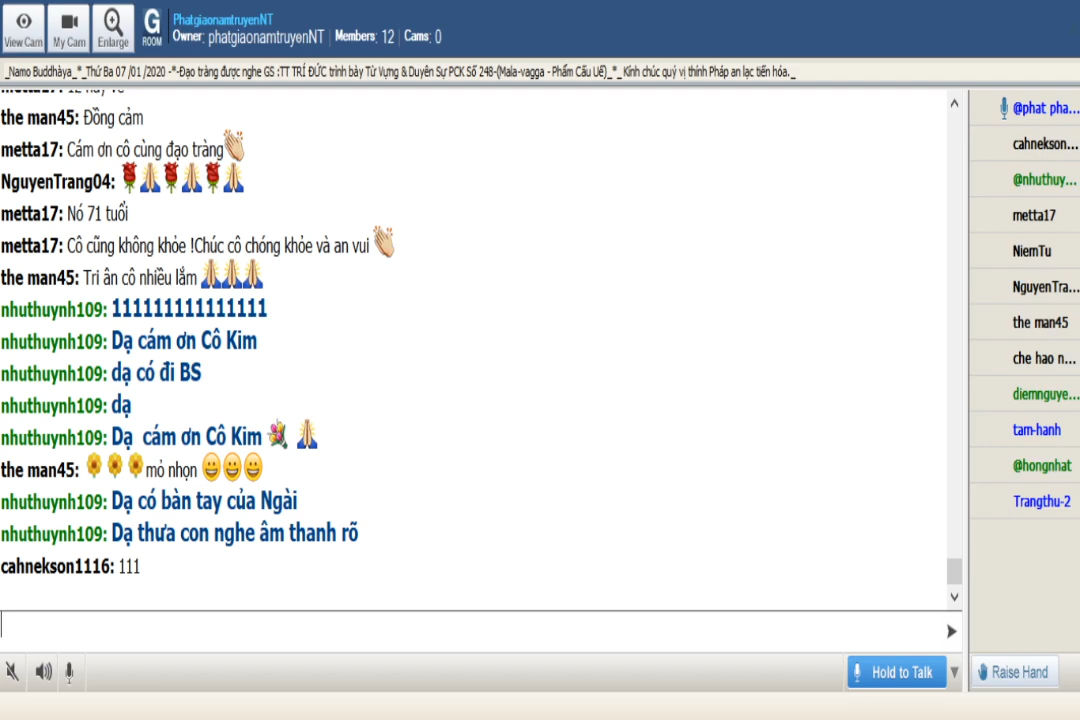 View Cam
My Cam
Enlarge
G
ROOM
PhatgiaonamtruyenNT
Owner: phatgiaonamtruyenNT | Members: 12 | Cams: 0
_Namo Buddhàya_*_Thứ Ba 07 /01 /2020 -*-Đạo tràng được nghe GS :TT TRÍ ĐỨC trình bày Từ Vựng & Duyên Sự PCK Số 248-(Mala-vagga - Phẩm Cấu Uế)_*_ Kính chúc quý vị thính Pháp an lạc tiến hóa._
the man45: Đồng cảm
metta17: Cám ơn cô cùng đạo tràng
NguyenTrang04:
metta17: Nó 71 tuổi
metta17: Cô cũng không khỏe !Chúc cô chóng khỏe và an vui
the man45: Tri ân cô nhiều lắm
nhuthuynh109: 111111111111111
nhuthuynh109: Dạ cám ơn Cô Kim
nhuthuynh109: dạ có đi BS
nhuthuynh109: dạ
nhuthuynh109: Dạ cám ơn Cô Kim
the man45: mỏ nhọn
nhuthuynh109: Dạ có bàn tay của Ngài
nhuthuynh109: Dạ thưa con nghe âm thanh rõ
cahnekson1116: 111
@phat pha...
cahnekson...
@nhuthuy...
metta17
NiemTu
NguyenTra...
the man45
che hao n...
diemnguye...
tam-hanh
@hongnhat
Trangthu-2
Hold to Talk
Raise Hand